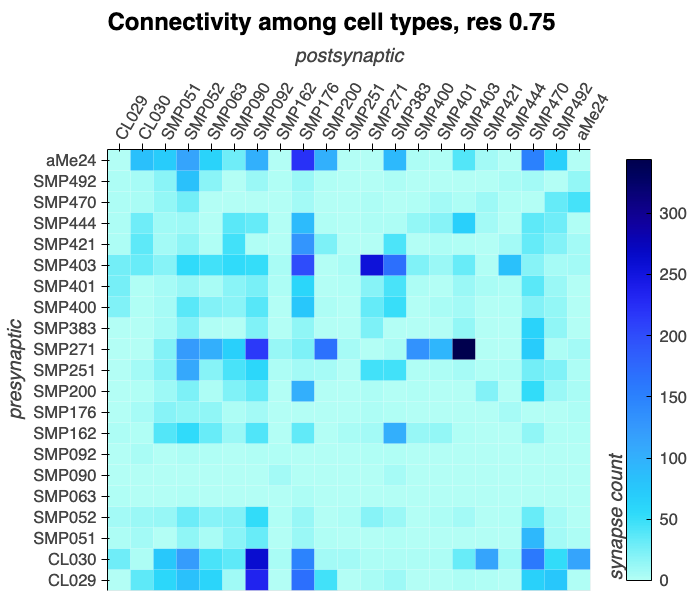 Connectivity among cell types, res 0.75
postsynaptic
CL029 CL030 SMP051 SMP052 SMP063 SMP090 SMP092 SMP162 SMP176 SMP200 SMP251 SMP271 SMP383 SMP400 SMP401 SMP403 SMP421 SMP444 SMP470 SMP492 aMe24
aMe24
SMP492
SMP470
SMP444
SMP421
SMP403
SMP401
SMP400
SMP383
SMP271
SMP251
SMP200
SMP176
SMP162
SMP092
SMP090
SMP063
SMP052
SMP051
CL030
CL029
presynaptic
300
250
200
150
100
50
0
synapse count